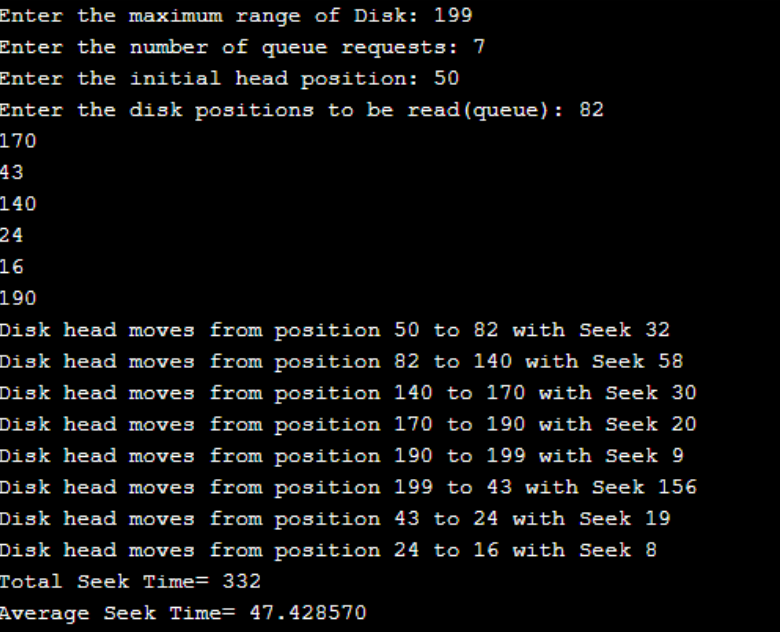 Enter the maximum range of Disk: 199
Enter the number of queue requests: 7
Enter the initial head position: 50
Enter the disk positions to be read(queue): 82
170
43
140
24
16
190
Disk head moves from position 50 to 82 with Seek 32
Disk head moves from position 82 to 140 with Seek 58
Disk head moves from position 140 to 170 with Seek 30
Disk head moves from position 170 to 190 with Seek 20
Disk head moves from position 190 to 199 with Seek 9
Disk head moves from position 199 to 43 with Seek 156
Disk head moves from position 43 to 24 with Seek 19
Disk head moves from position 24 to 16 with Seek 8
Total Seek Time= 332
Average Seek Time= 47.428570